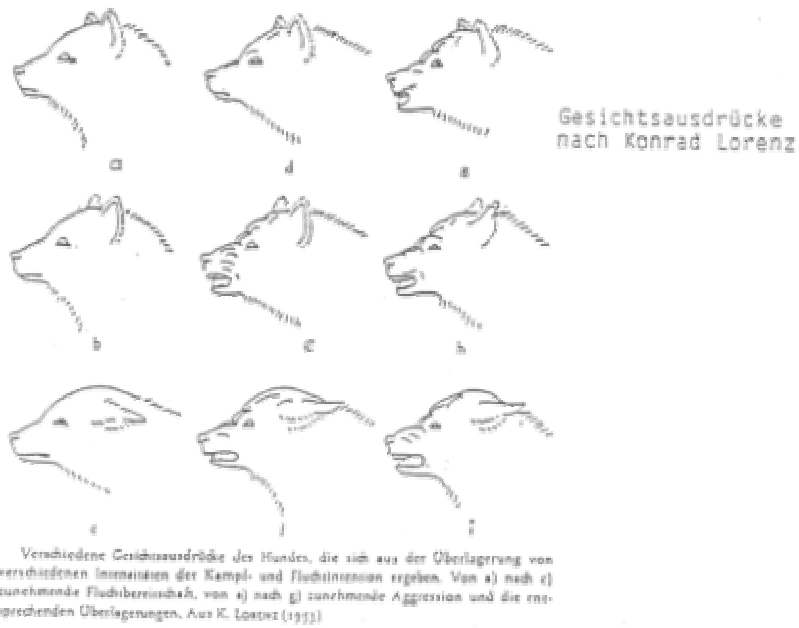 a
d
g
Gesichtsausdrücke
nach Konrad Lorenz
b
e
h
c
f
i
Verschiedene Gesichtsausdrücke des Hundes, die sich aus der Überlagerung von
verschiedenen Intensitäten der Kampf- und Fluchtintention ergeben. Von a) nach c)
zunehmende Fluchtbereitschaft, von a) nach g) zunehmende Aggression und die ent-
sprechenden Überlagerungen. Aus K. Lorenz (1953)